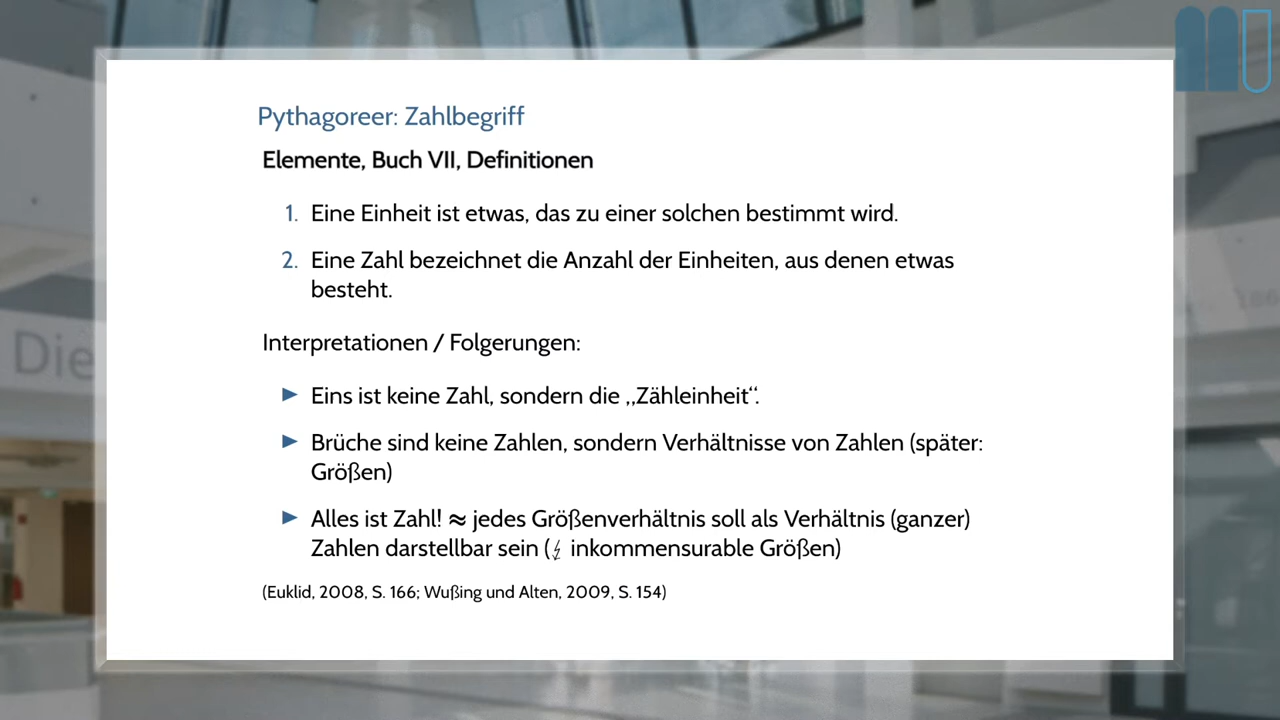 Pythagoreer: Zahlbegriff
Elemente, Buch VII, Definitionen
1. Eine Einheit ist etwas, das zu einer solchen bestimmt wird.
2. Eine Zahl bezeichnet die Anzahl der Einheiten, aus denen etwas
besteht.
Interpretationen / Folgerungen:
► Eins ist keine Zahl, sondern die ,,Zähleinheit“.
► Brüche sind keine Zahlen, sondern Verhältnisse von Zahlen (später:
Größen)
► Alles ist Zahl! ≈ jedes Größenverhältnis soll als Verhältnis (ganzer)
Zahlen darstellbar sein (↯ inkommensurable Größen)
(Euklid, 2008, S. 166; Wußing und Alten, 2009, S. 154)
Die